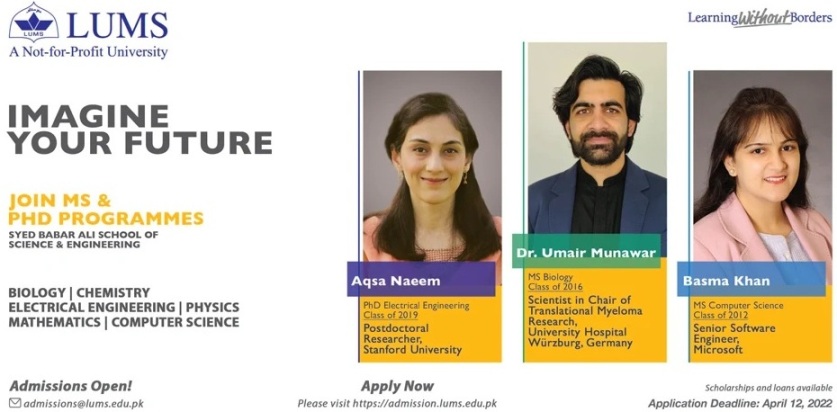 LUMS
LUMS
A Not-for-Profit University
Learning Without Borders
IMAGINE
YOUR FUTURE
JOIN MS &
PHD PROGRAMMES
SYED BABAR ALI SCHOOL OF
SCIENCE & ENGINEERING
BIOLOGY | CHEMISTRY
ELECTRICAL ENGINEERING | PHYSICS
MATHEMATICS | COMPUTER SCIENCE
Aqsa Naeem
PhD Electrical Engineering
Class of 2019
Postdoctoral
Researcher,
Stanford University
Dr. Umair Munawar
MS Biology
Class of 2016
Scientist in Chair of
Translational Myeloma
Research,
University Hospital
Würzburg, Germany
Basma Khan
MS Computer Science
Class of 2012
Senior Software
Engineer,
Microsoft
Admissions Open!
admissions@lums.edu.pk
Apply Now
Please visit https://admission.lums.edu.pk
Scholarships and loans available
Application Deadline: April 12, 2022